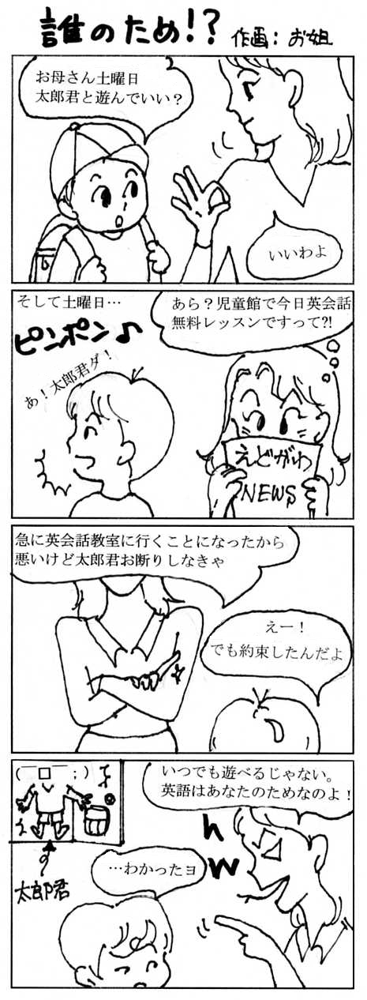 誰のため!?
作画：お姐
お母さん土曜日
太郎君と遊んでいい？
いいわよ
そして土曜日…
ピンポン♪
あ！太郎君ダ！
あら？児童館で今日英会話
無料レッスンですって?!
えどがわ
NEWS
急に英会話教室に行くことになったから
悪いけど太郎君お断りしなきゃ
えー！
でも約束したんだよ
(￣□￣；)
太郎君
いつでも遊べるじゃない。
英語はあなたのためなのよ！
…わかったヨ